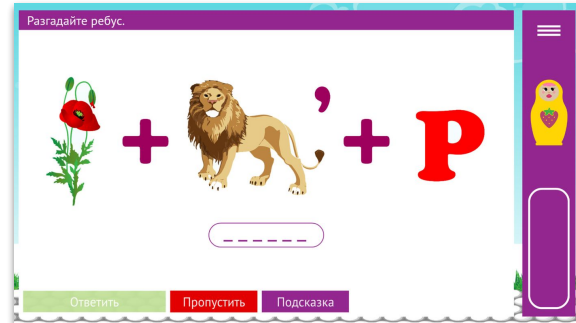 Разгадайте ребус.
+ , + Р
_ _ _ _ _ _
Ответить Пропустить Подсказка